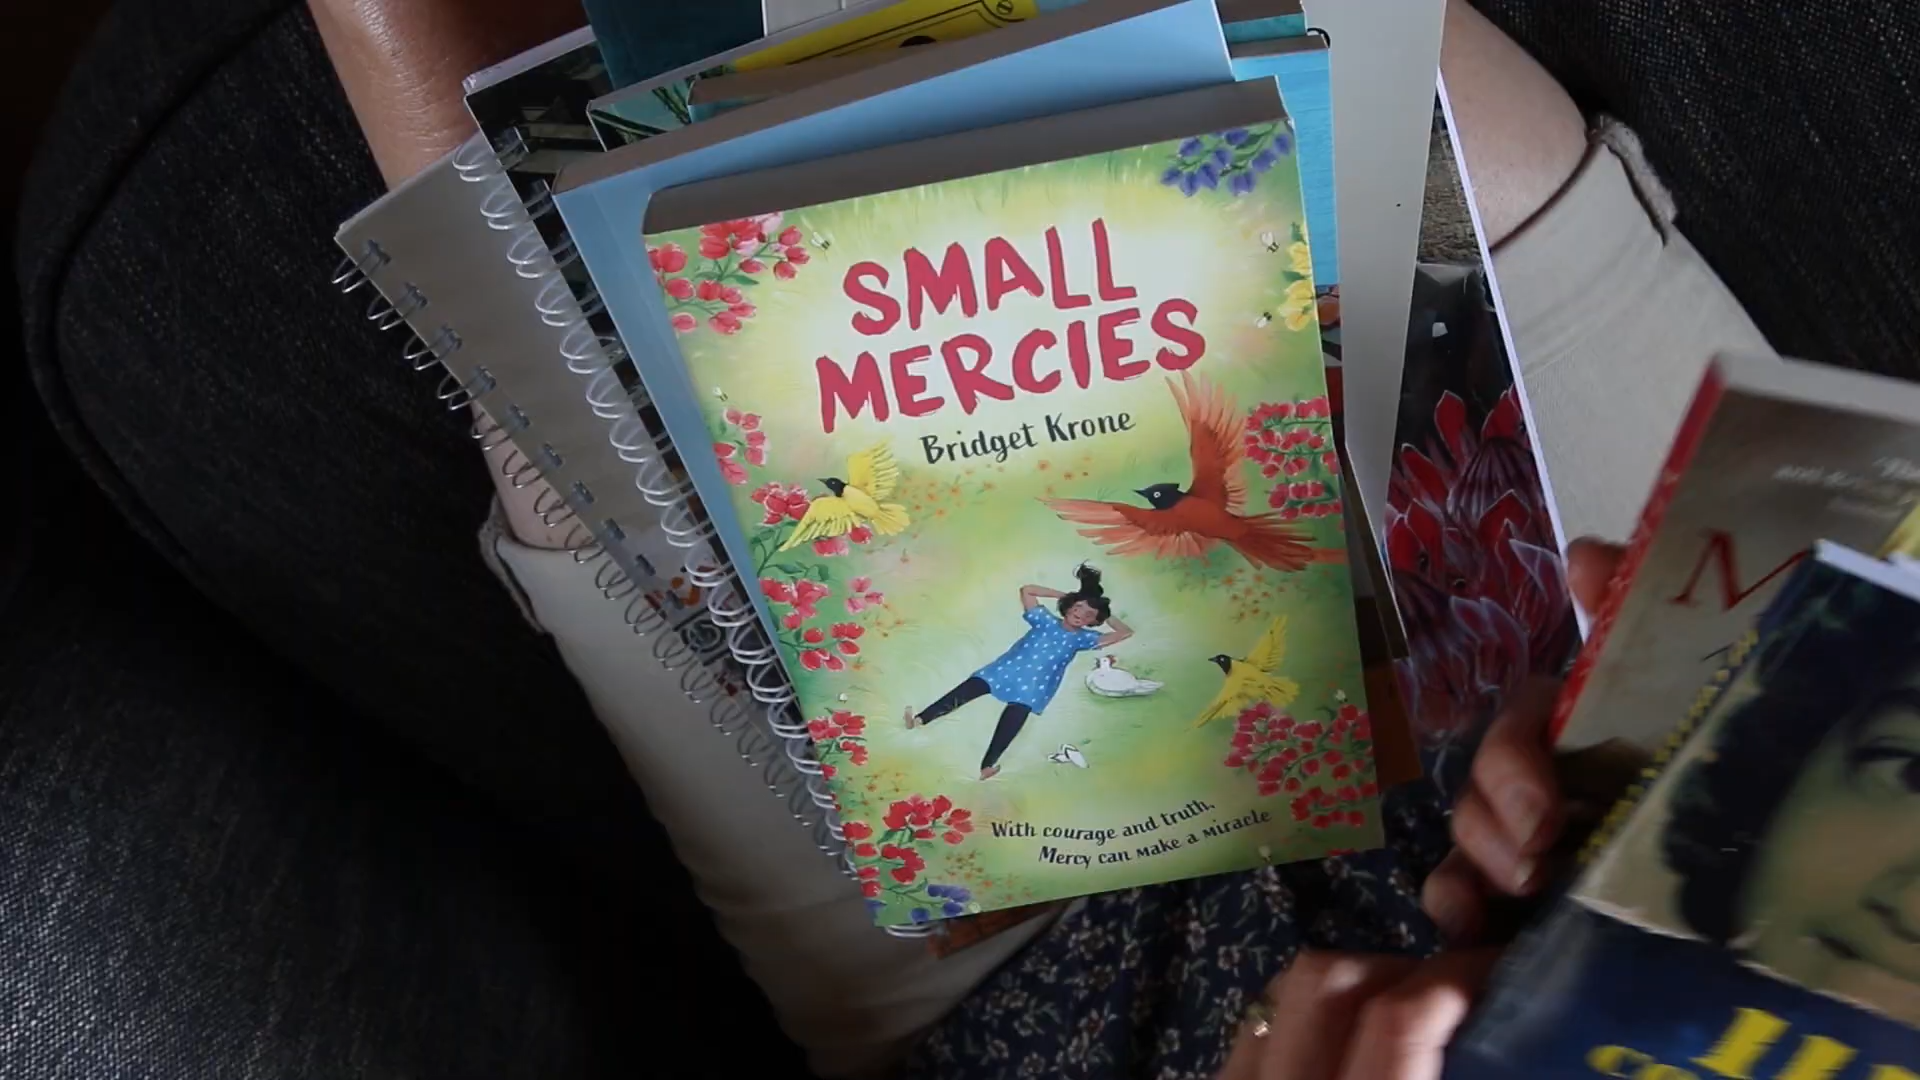 SMALL
MERCIES
Bridget Krone
With courage and truth,
Mercy can make a miracle
M